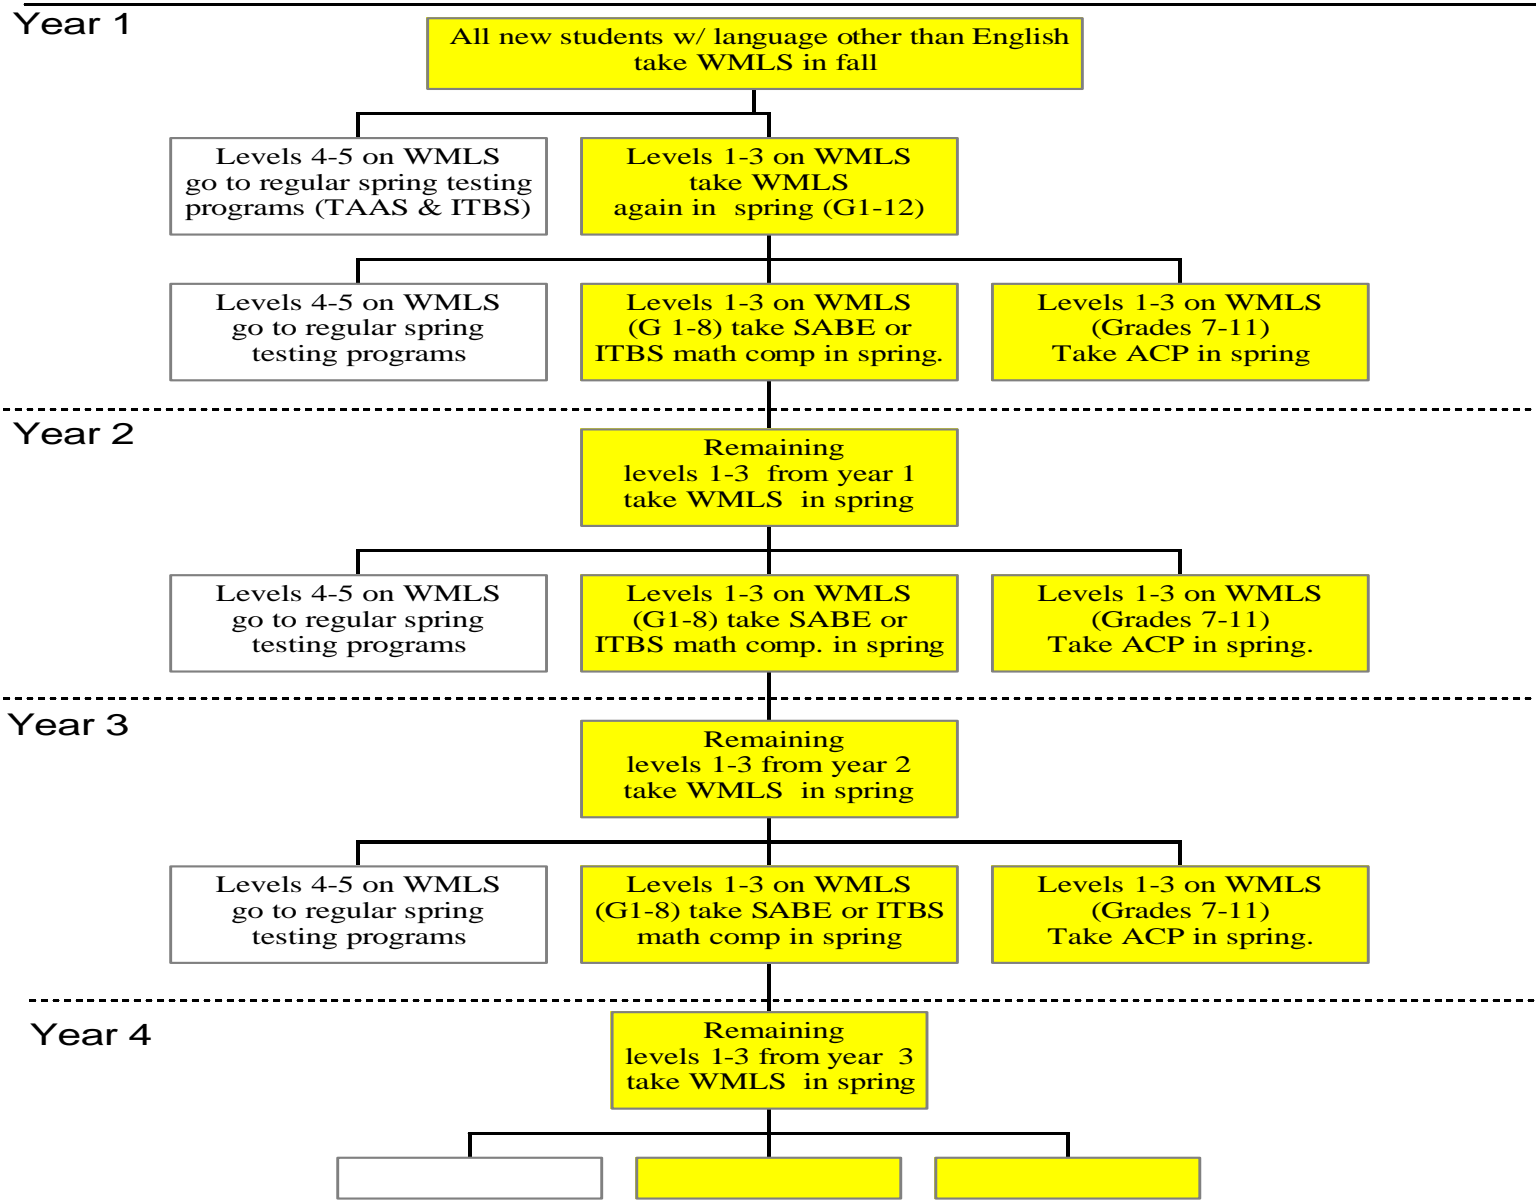 Year 1
All new students w/ language other than English
take WMLS in fall
Levels 4-5 on WMLS
go to regular spring testing
programs (TAAS & ITBS)
Levels 1-3 on WMLS
take WMLS
again in spring (G1-12)
Levels 4-5 on WMLS
go to regular spring
testing programs
Levels 1-3 on WMLS
(G 1-8) take SABE or
ITBS math comp in spring.
Levels 1-3 on WMLS
(Grades 7-11)
Take ACP in spring
Year 2
Remaining
levels 1-3 from year 1
take WMLS in spring
Levels 4-5 on WMLS
go to regular spring
testing programs
Levels 1-3 on WMLS
(G1-8) take SABE or
ITBS math comp. in spring
Levels 1-3 on WMLS
(Grades 7-11)
Take ACP in spring.
Year 3
Remaining
levels 1-3 from year 2
take WMLS in spring
Levels 4-5 on WMLS
go to regular spring
testing programs
Levels 1-3 on WMLS
(G1-8) take SABE or ITBS
math comp in spring
Levels 1-3 on WMLS
(Grades 7-11)
Take ACP in spring.
Year 4
Remaining
levels 1-3 from year 3
take WMLS in spring